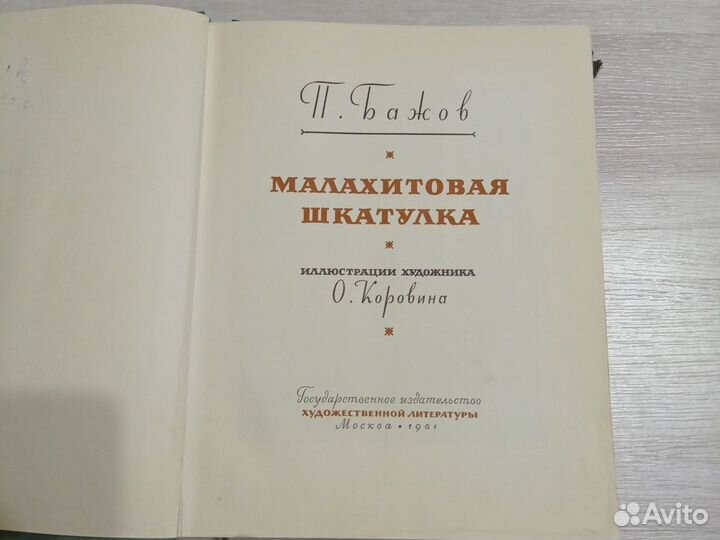 П. Бажов
МАЛАХИТОВАЯ
ШКАТУЛКА
ИЛЛЮСТРАЦИИ ХУДОЖНИКА
О. Коровина
Государственное издательство
ХУДОЖЕСТВЕННОЙ ЛИТЕРАТУРЫ
Москва • 1961
Avito